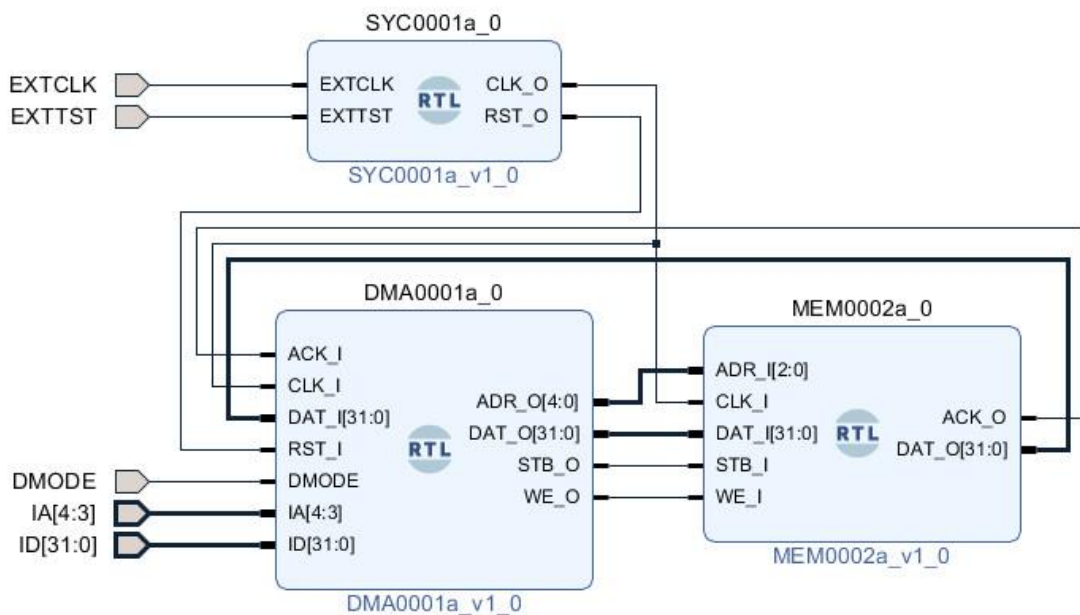 SYC0001a_0
EXTCLK
EXTTST
EXTCLK
EXTTST
RTL
CLK_O
RST_O
SYC0001a_v1_0
DMA0001a_0
ACK_I
CLK_I
DAT_I[31:0]
RST_I
DMODE
IA[4:3]
ID[31:0]
DMODE
IA[4:3]
ID[31:0]
RTL
ADR_O[4:0]
DAT_O[31:0]
STB_O
WE_O
DMA0001a_v1_0
MEM0002a_0
ADR_I[2:0]
CLK_I
DAT_I[31:0]
STB_I
WE_I
RTL
ACK_O
DAT_O[31:0]
MEM0002a_v1_0